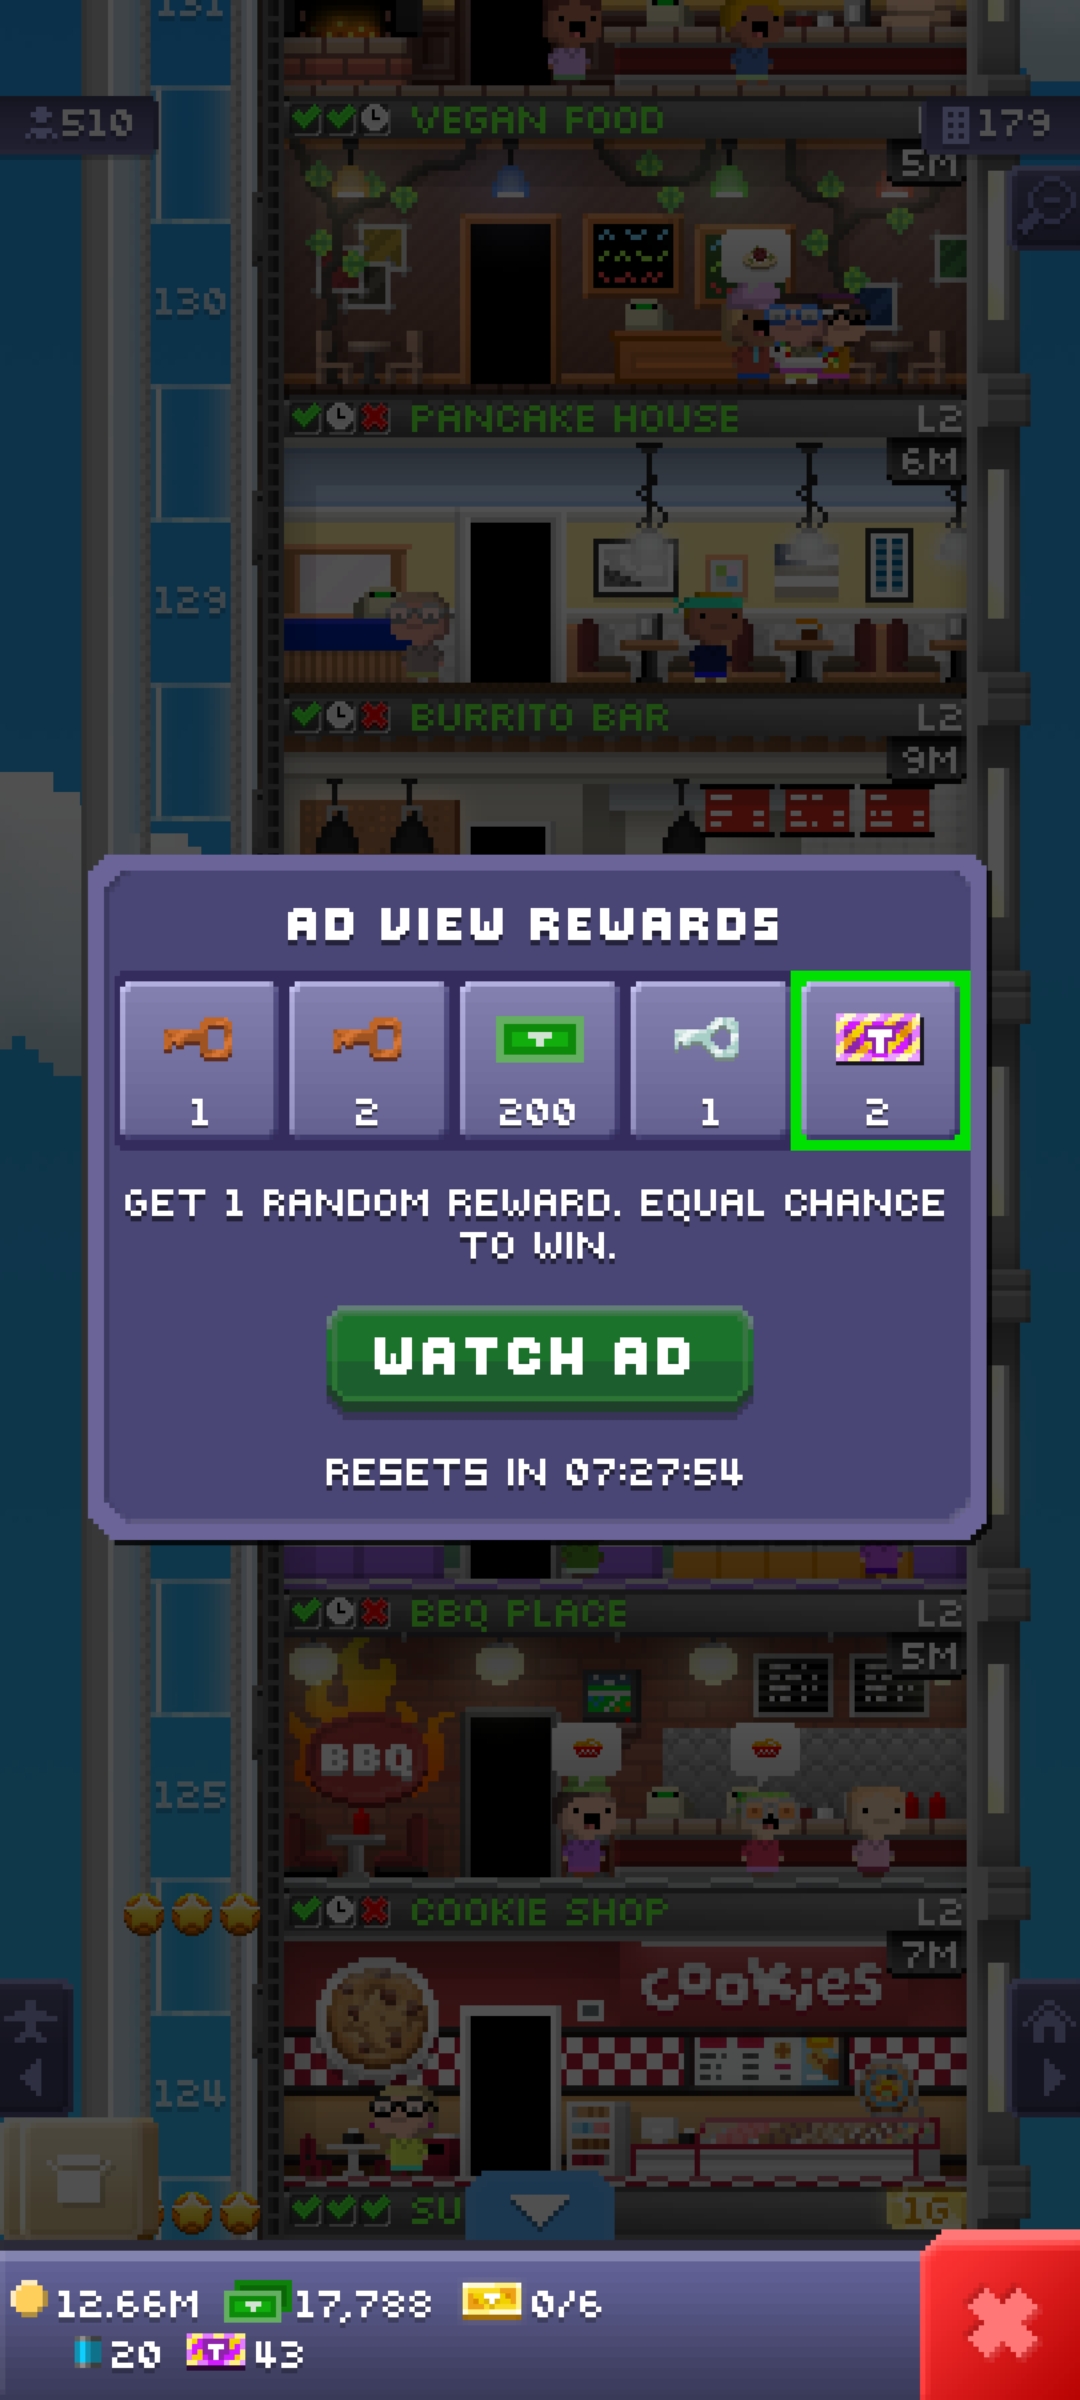 131
510
VEGAN FOOD
179
5M
130
PANCAKE HOUSE
L2
6M
129
BURRITO BAR
L2
9M
AD VIEW REWARDS
1
2
200
1
T
2
GET 1 RANDOM REWARD. EQUAL CHANCE
TO WIN.
WATCH AD
RESETS IN 07:27:54
BBQ PLACE
L2
5M
BBQ
125
COOKIE SHOP
L2
7M
cookies
124
SU
1G
12.66M
17,788
0/6
20
T
43